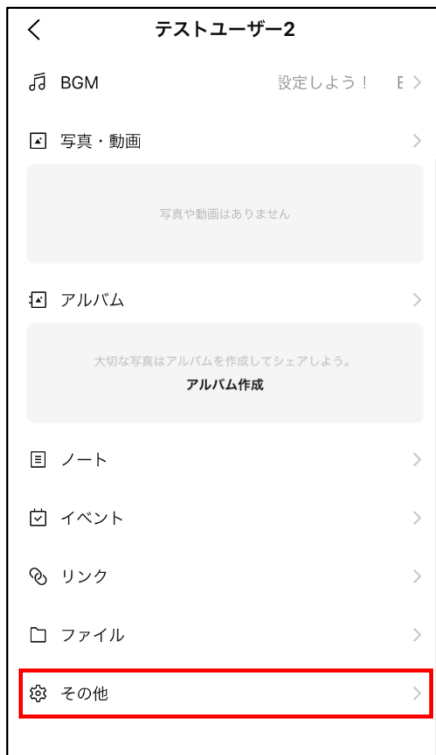 テストユーザー2
BGM 設定しよう！
写真・動画
写真や動画はありません
アルバム
大切な写真はアルバムを作成してシェアしよう。
アルバム作成
ノート
イベント
リンク
ファイル
その他